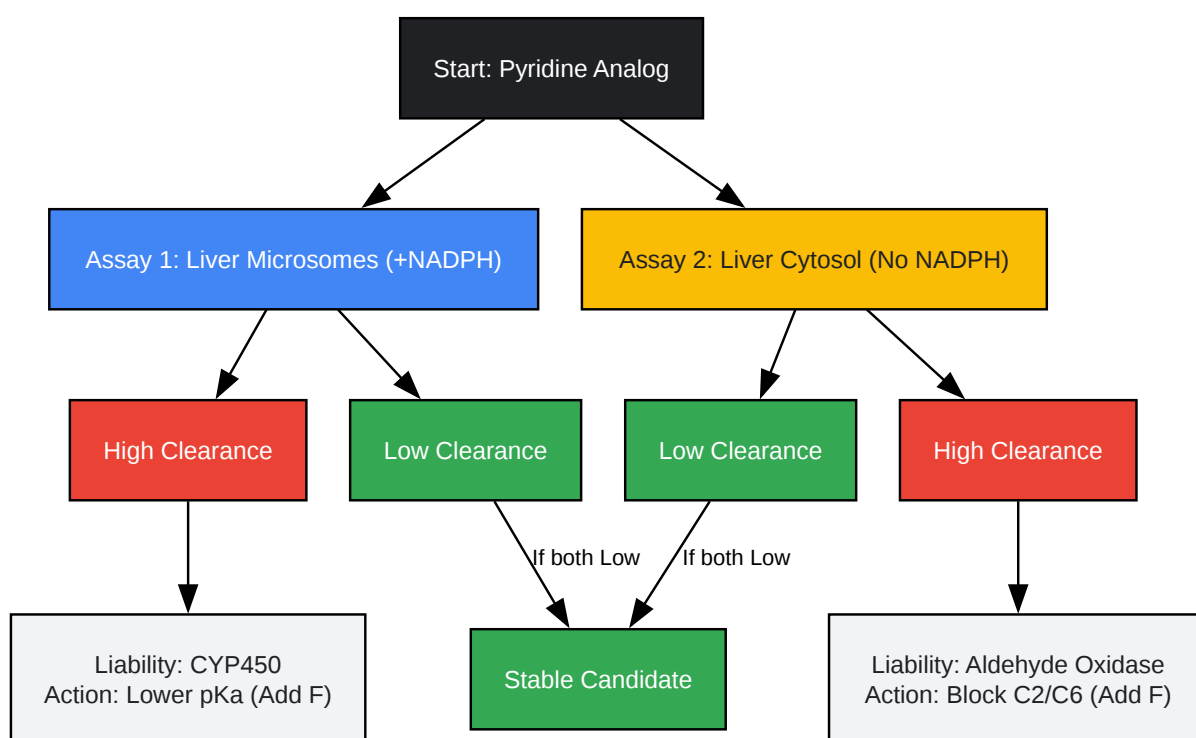 Start: Pyridine Analog
Assay 1: Liver Microsomes (+NADPH)
Assay 2: Liver Cytosol (No NADPH)
High Clearance
Low Clearance
Low Clearance
High Clearance
If both Low
If both Low
Liability: CYP450
Action: Lower pKa (Add F)
Stable Candidate
Liability: Aldehyde Oxidase
Action: Block C2/C6 (Add F)